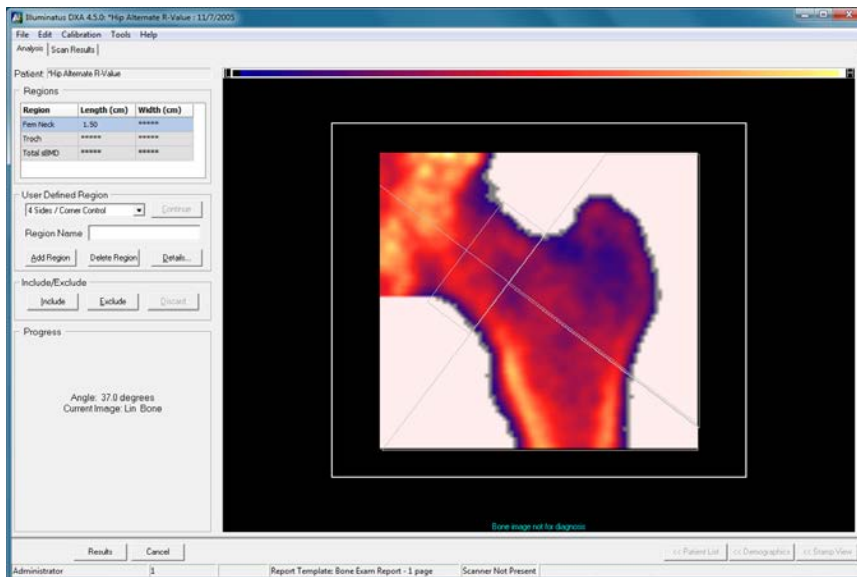 Illuminatus DXA 4.5.0: *Hip Alternate R-Value : 11/7/2005
File Edit Calibration Tools Help
Analysis Scan Results
Patient: *Hip Alternate R-Value
Regions
Region Length (cm) Width (cm)
Fem Neck 1.50 *****
Troch ***** *****
Total sBMD ***** *****
User Defined Region
4 Sides / Corner Control Continue
Region Name
Add Region Delete Region Details...
Include/Exclude
Include Exclude Discard
Progress
Angle: 37.0 degrees
Current Image: Lin Bone
Bone image not for diagnosis
Results Cancel << Patient List << Demographics << Stamp View
Administrator 1 Report Template: Bone Exam Report - 1 page Scanner Not Present